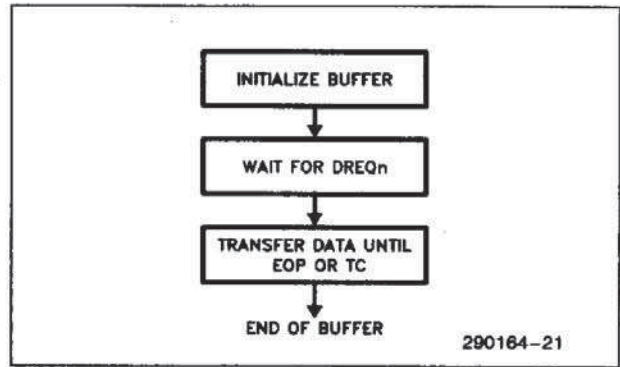 INITIALIZE BUFFER
WAIT FOR DREQn
TRANSFER DATA UNTIL
EOP OR TC
END OF BUFFER
290164-21